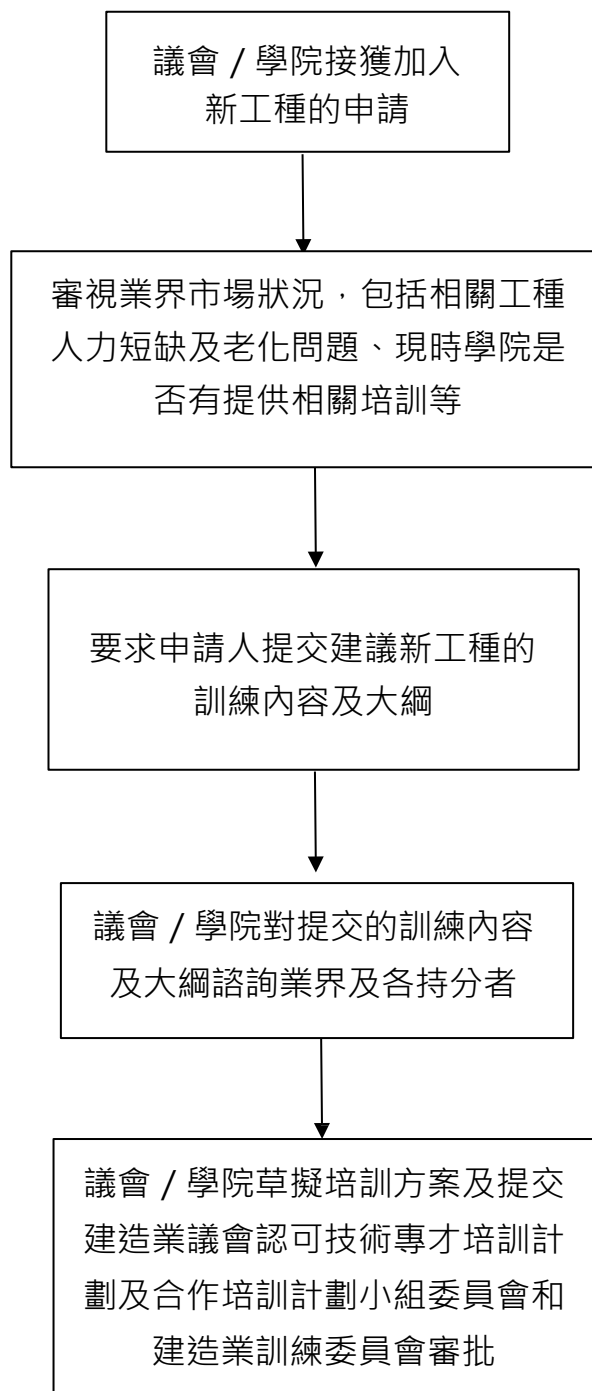 議會 / 學院接獲加入
新工種的申請
審視業界市場狀況，包括相關工種
人力短缺及老化問題、現時學院是
否有提供相關培訓等
要求申請人提交建議新工種的
訓練內容及大綱
議會 / 學院對提交的訓練內容
及大綱諮詢業界及各持分者
議會 / 學院草擬培訓方案及提交
建造業議會認可技術專才培訓計
劃及合作培訓計劃小組委員會和
建造業訓練委員會審批